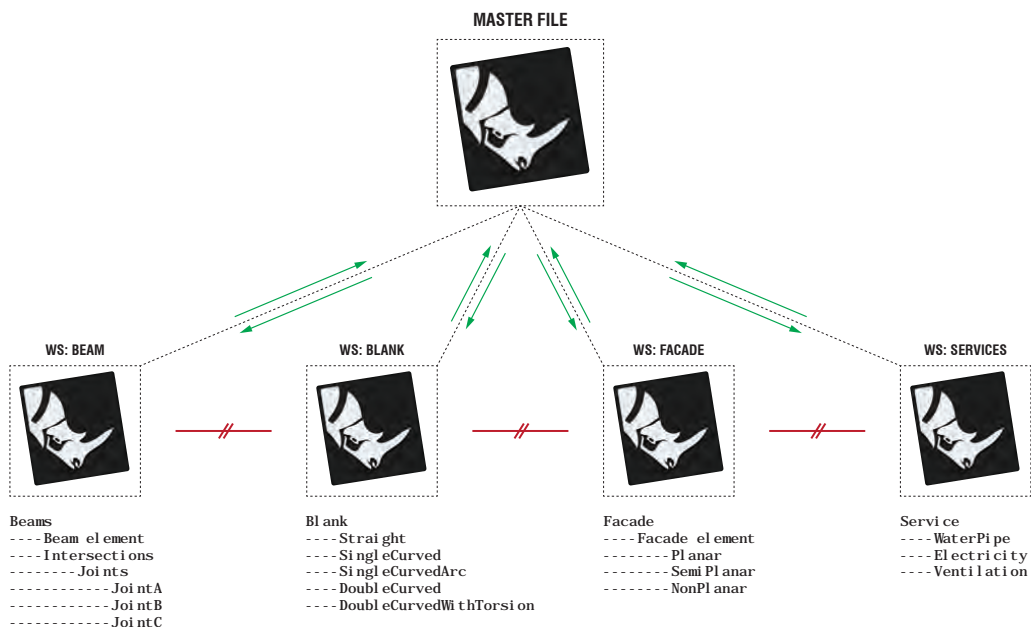 MASTER FILE
WS: BEAM
WS: BLANK
WS: FACADE
WS: SERVICES
Beams
----Beam element
----Intersections
--------Joints
------------JointA
------------JointB
------------JointC
Blank
----Straight
----SingleCurved
----SingleCurvedArc
----DoubleCurved
----DoubleCurvedWithTorsion
Facade
----Facade element
--------Planar
--------SemiPlanar
--------NonPlanar
Service
----WaterPipe
----Electricity
----Ventilation